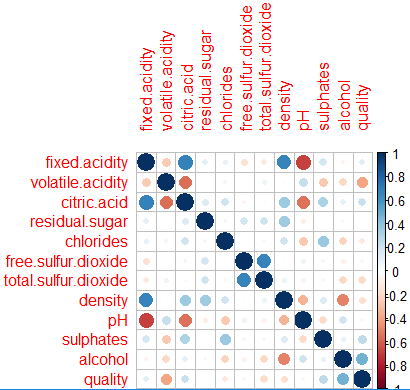 fixed.acidity
volatile.acidity
citric.acid
residual.sugar
chlorides
free.sulfur.dioxide
total.sulfur.dioxide
density
pH
sulphates
alcohol
quality
fixed.acidity
volatile.acidity
citric.acid
residual.sugar
chlorides
free.sulfur.dioxide
total.sulfur.dioxide
density
pH
sulphates
alcohol
quality
1
0.8
0.6
0.4
0.2
0
-0.2
-0.4
-0.6
-0.8
-1